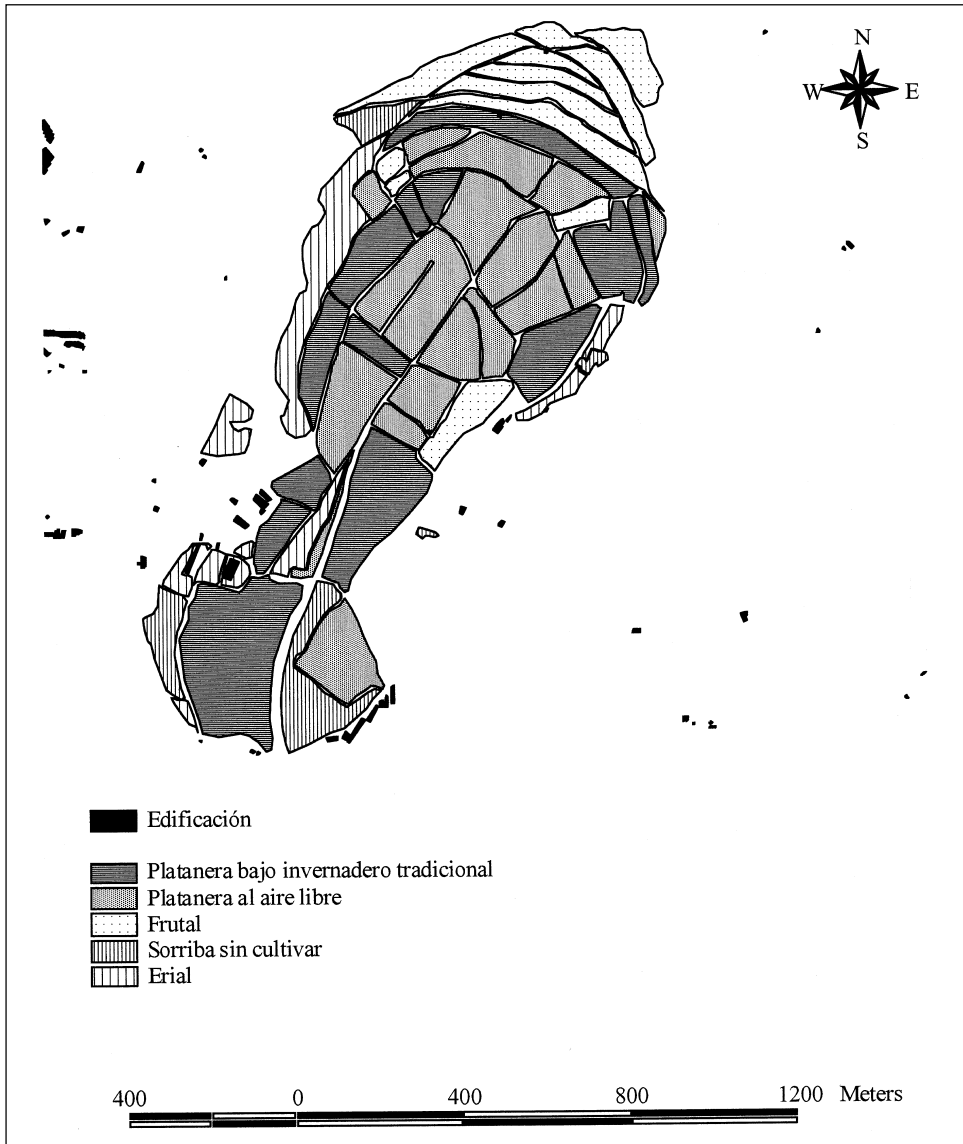 N
W E
S
Edificación
Platanera bajo invernadero tradicional
Platanera al aire libre
Frutal
Sorriba sin cultivar
Erial
400 0 400 800 1200 Meters